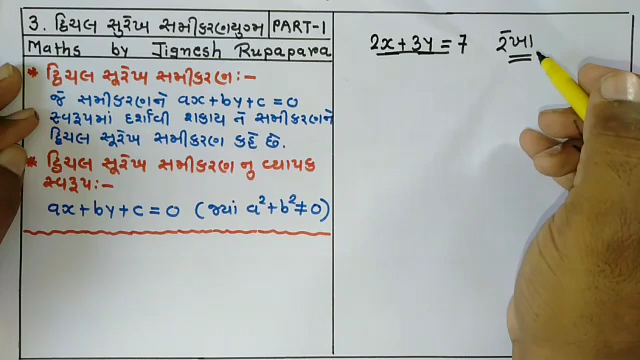 3. દ્વિચલ સુરેખ સમીકરણયુગ્મ PART-1
Maths by Jignesh Rupapara
* દ્વિચલ સૂરેખ સમીકરણ:-
જે સમીકરણને ax+by+c=0
સ્વરૂપમાં દર્શાવી શકાય તે સમીકરણને
દ્વિચલ સૂરેખ સમીકરણ કહે છે.
* દ્વિચલ સૂરેખ સમીકરણ નુ વ્યાપક
સ્વરૂપ:-
ax+by+c=0 (જ્યાં a²+b²≠0)
2x+3y=7 રેખા